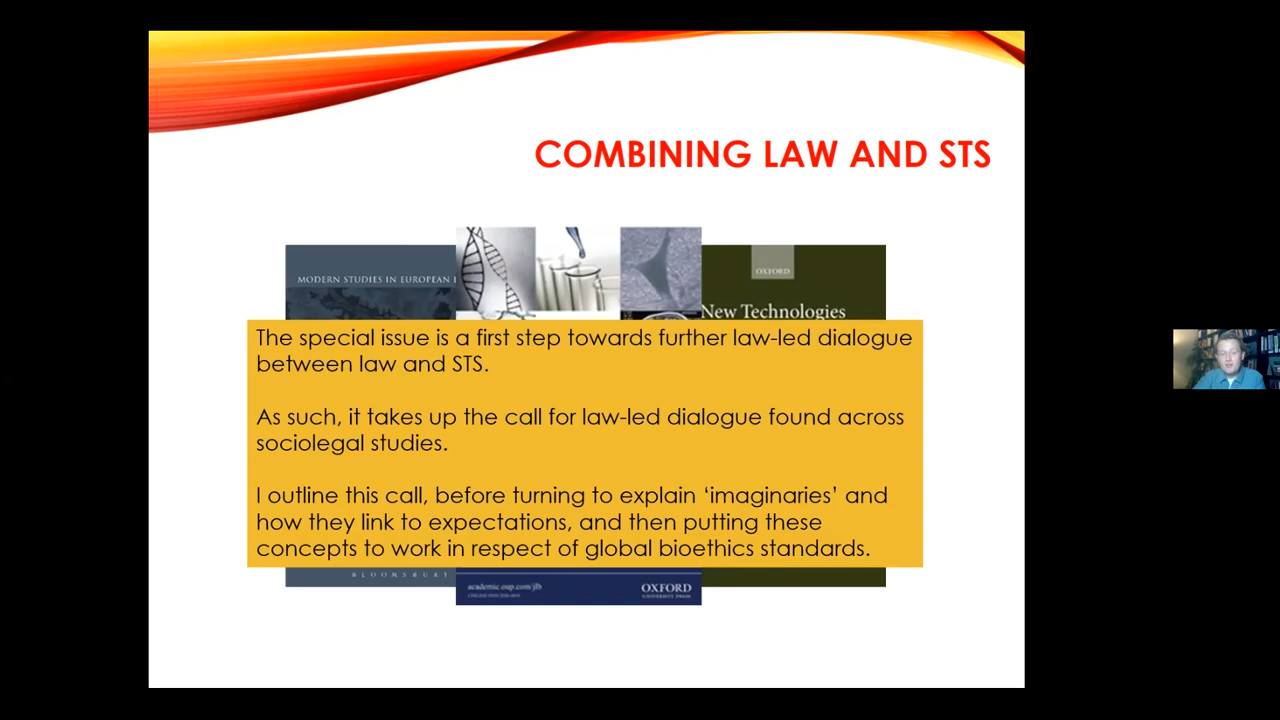 COMBINING LAW AND STS
MODERN STUDIES IN EUROPEAN
OXFORD
New Technologies
The special issue is a first step towards further law-led dialogue
between law and STS.
As such, it takes up the call for law-led dialogue found across
sociolegal studies.
I outline this call, before turning to explain ‘imaginaries’ and
how they link to expectations, and then putting these
concepts to work in respect of global bioethics standards.
BLOOMSBURY
academic.oup.com/jlb
OXFORD
UNIVERSITY PRESS